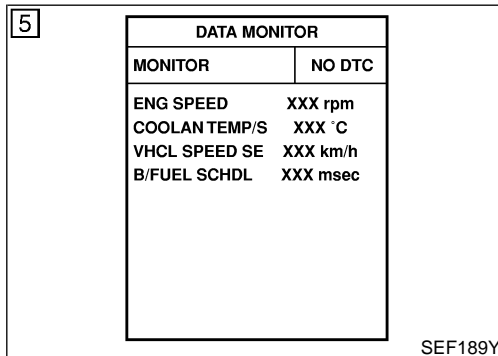 5
DATA MONITOR
MONITOR NO DTC
ENG SPEED XXX rpm
COOLAN TEMP/S XXX °C
VHCL SPEED SE XXX km/h
B/FUEL SCHDL XXX msec
SEF189Y